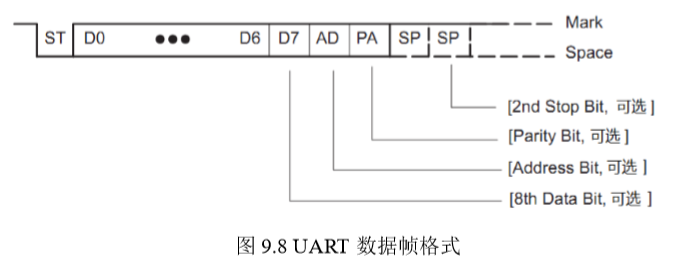 Mark
ST D0 ●●● D6 D7 AD PA SP SP
Space
[2nd Stop Bit, 可选 ]
[Parity Bit, 可选 ]
[Address Bit, 可选 ]
[8th Data Bit, 可选 ]
图 9.8 UART 数据帧格式